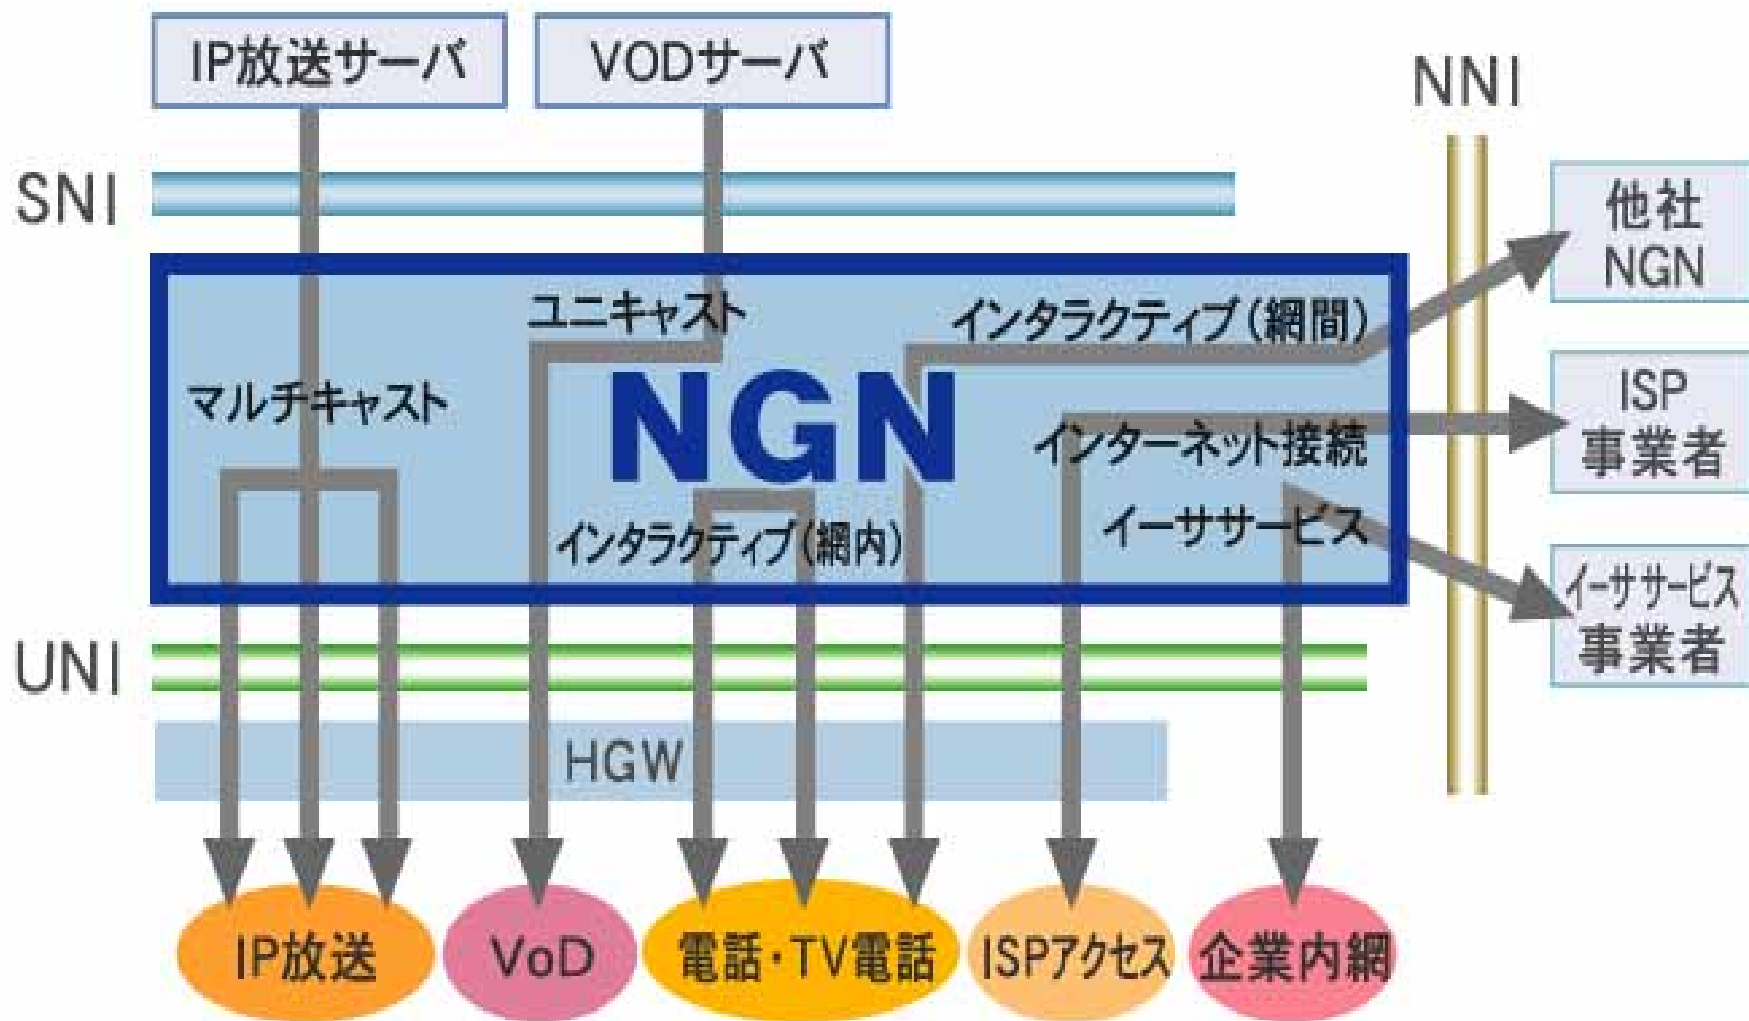 IP放送サーバ
VODサーバ
NNI
SNI
他社
NGN
ユニキャスト
インタラクティブ(網間)
マルチキャスト
NGN
ISP
事業者
インターネット接続
インタラクティブ(網内)
イーササービス
イーササービス
事業者
UNI
HGW
IP放送
VoD
電話・TV電話
ISPアクセス
企業内網